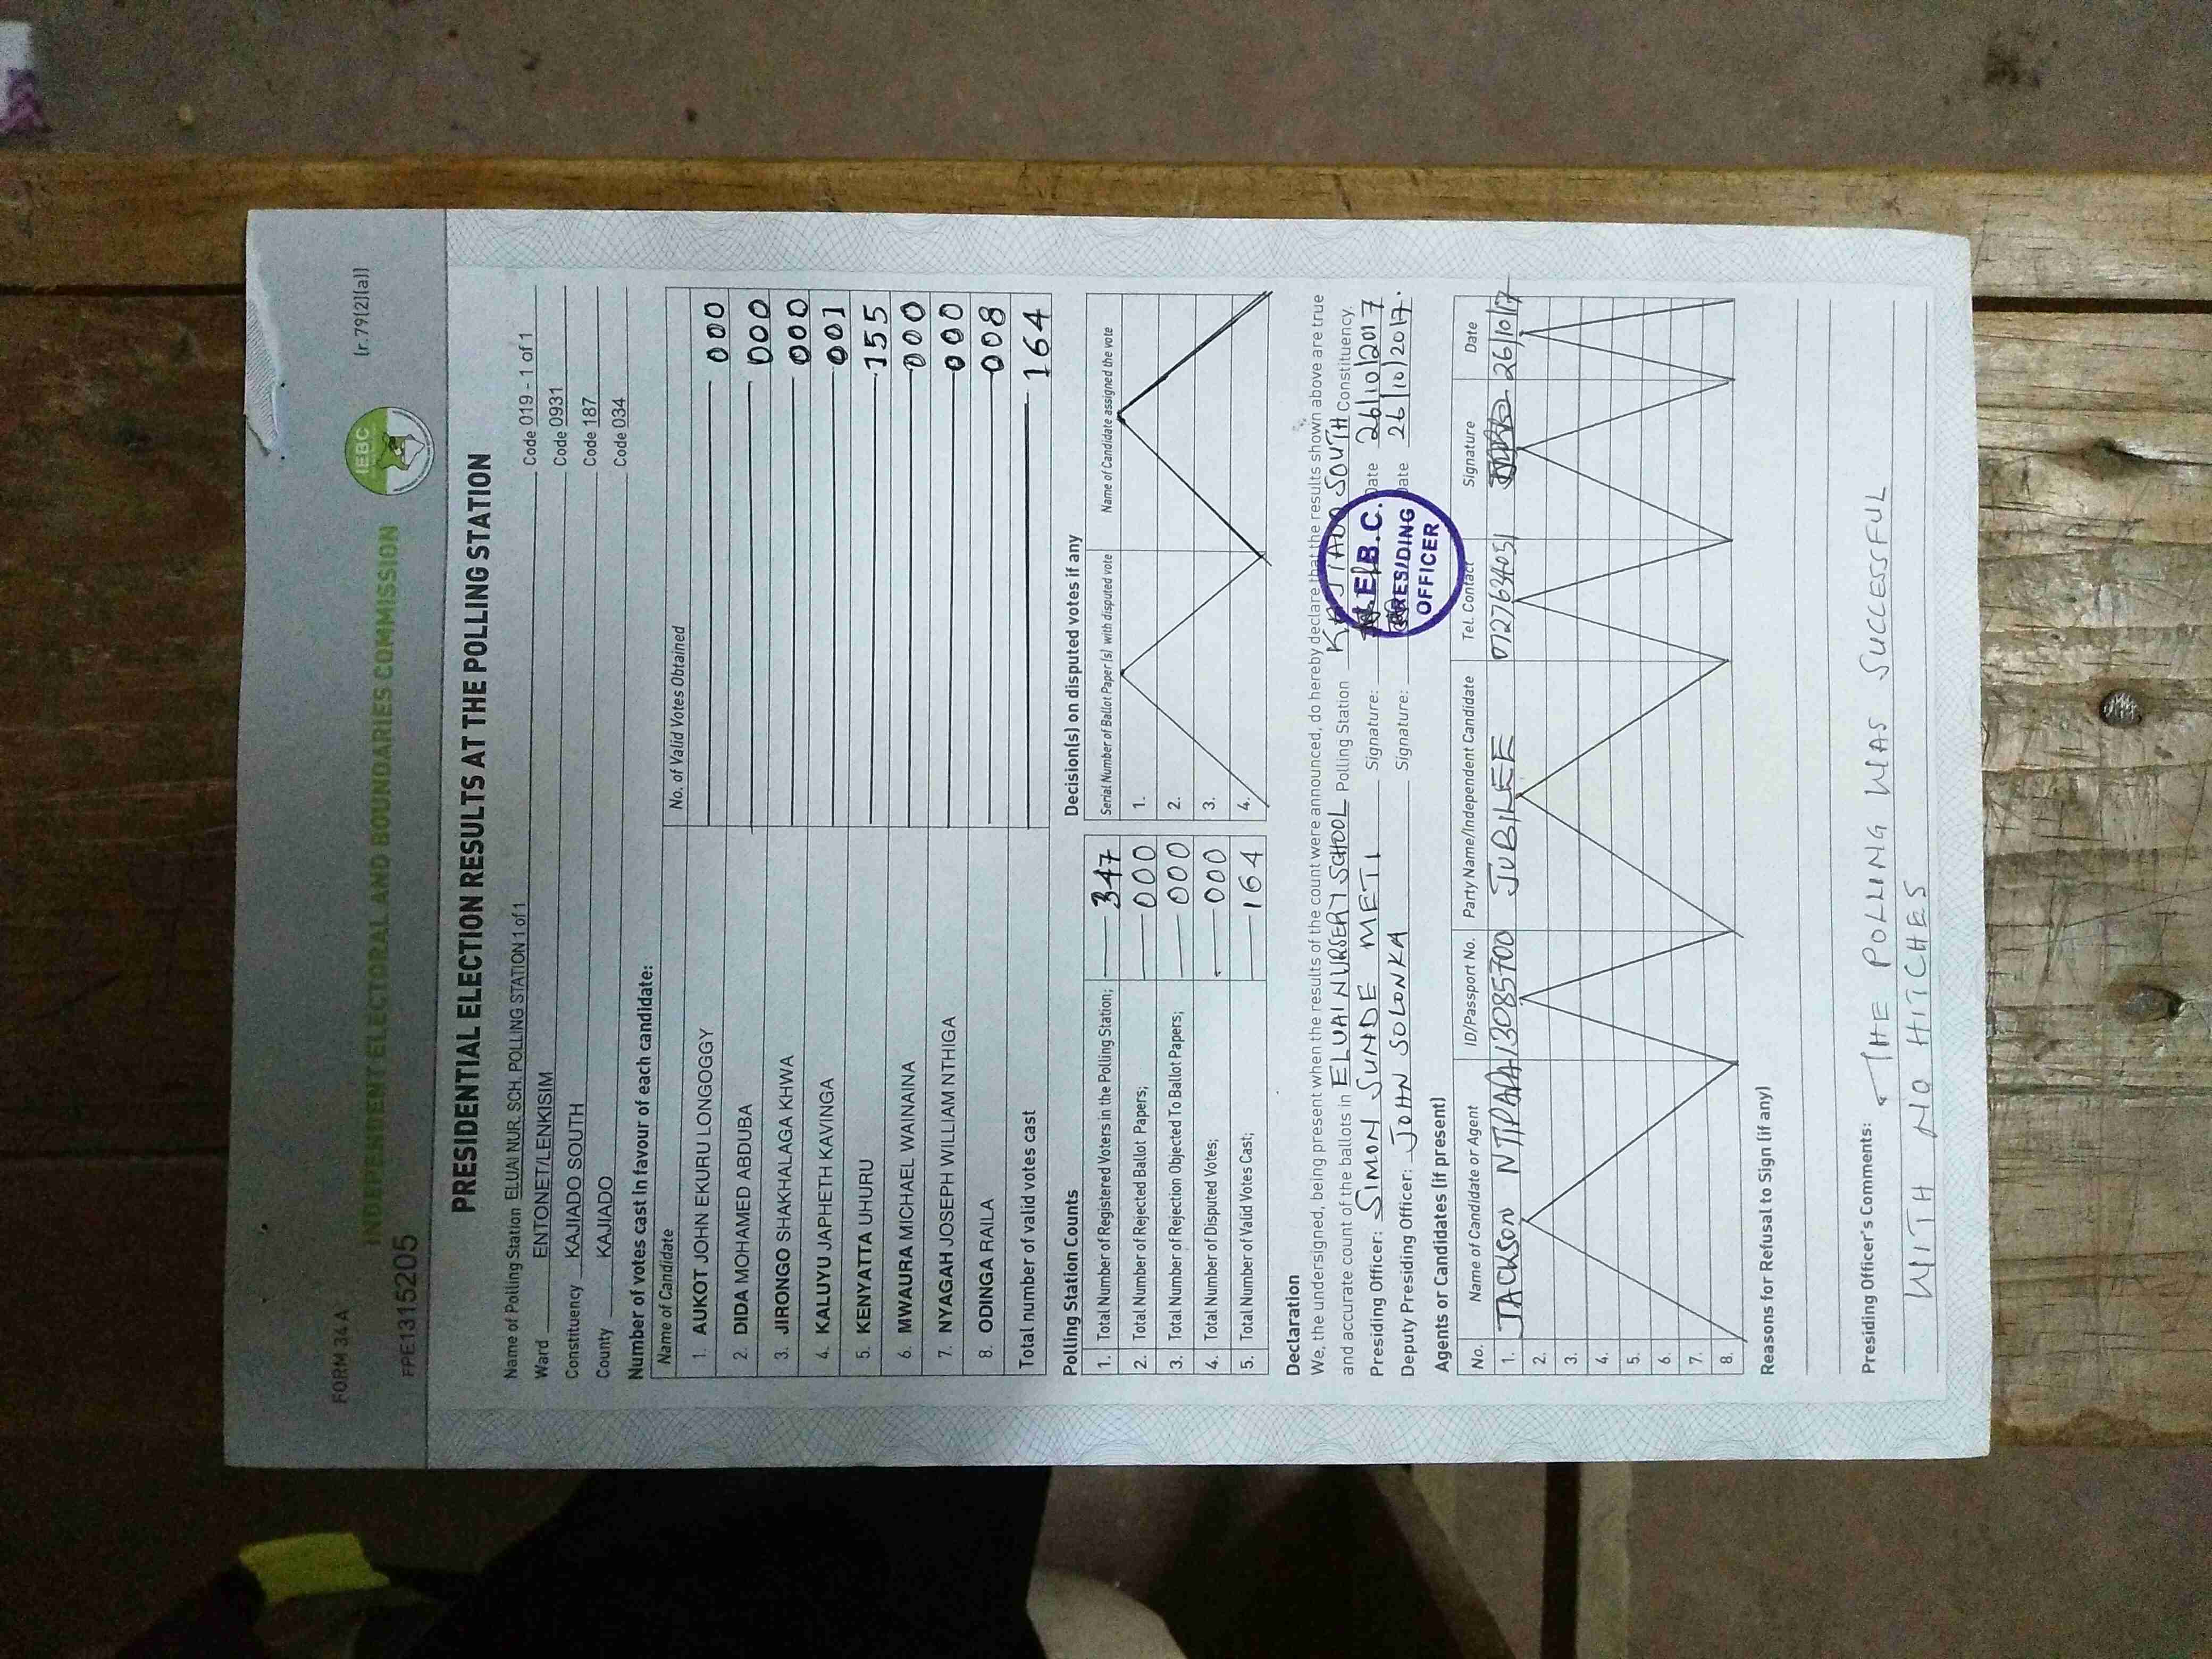 FORM 34 A (r. 79(2)(a))
INDEPENDENT ELECTORAL AND BOUNDARIES COMMISSION
IEBC
FPE1315205
PRESIDENTIAL ELECTION RESULTS AT THE POLLING STATION
Name of Polling Station ELUAI NUR. SCH. POLLING STATION 1 of 1 Code 019 - 1 of 1
Ward ENTONET/LENKISIM Code 0931
Constituency KAJIADO SOUTH Code 187
County KAJIADO Code 034
Number of votes cast in favour of each candidate:
Name of Candidate No. of Valid Votes Obtained
1. AUKOT JOHN EKURU LONGOGGY 000
2. DIDA MOHAMED ABDUBA 000
3. JIRONGO SHAKHALAGA KHWA 000
4. KALUYU JAPHETH KAVINGA 001
5. KENYATTA UHURU 155
6. MWAURA MICHAEL WAINAINA 000
7. NYAGAH JOSEPH WILLIAM NTHIGA 000
8. ODINGA RAILA 008
Total number of valid votes cast 164
Polling Station Counts
1. Total Number of Registered Voters in the Polling Station; 347
2. Total Number of Rejected Ballot Papers; 000
3. Total Number of Rejection Objected To Ballot Papers; 000
4. Total Number of Disputed Votes; 000
5. Total Number of Valid Votes Cast; 164
Decision(s) on disputed votes if any
Serial Number of Ballot Paper(s) with disputed vote Name of Candidate assigned the vote
1.
2.
3.
4.
Declaration
We, the undersigned, being present when the results of the count were announced, do hereby declare that the results shown above are true
and accurate count of the ballots in ELUAI NURSERY SCHOOL Polling Station KAJIADO SOUTH Constituency.
Presiding Officer: SIMON SUNDE METI Signature: Date 26/10/2017
Deputy Presiding Officer: JOHN SOLONKA Signature: Date 26/10/2017.
I.E.B.C.
PRESIDING
OFFICER
Agents or Candidates (if present)
No. Name of Candidate or Agent ID/Passport No. Party Name/Independent Candidate Tel. Contact Signature Date
1. JACKSON 13085700 JUBILEE 0727634031 26/10/17
2.
3.
4.
5.
6.
7.
8.
Reasons for Refusal to Sign (if any)
Presiding Officer's Comments: THE POLLING WAS SUCCESSFUL
WITH NO HITCHES